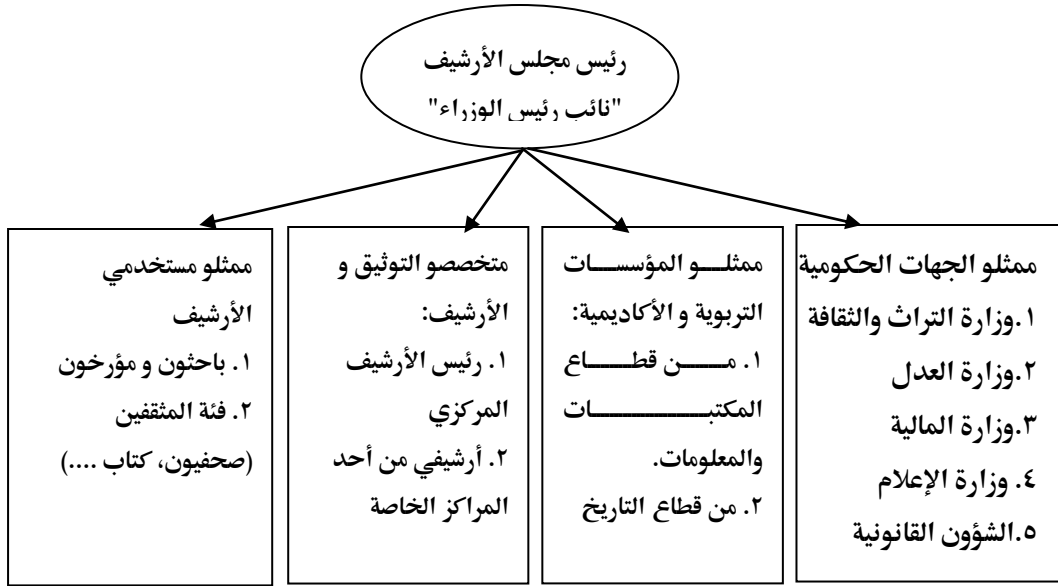 رئيس مجلس الأرشيف
"نائب رئيس الوزراء"
ممثلو الجهات الحكومية
١.وزارة التراث والثقافة
٢.وزارة العدل
٣.وزارة المالية
٤. وزارة الإعلام
٥.الشؤون القانونية
ممثلـــو المؤسســـات
التربوية و الأكاديمية:
١. مـــن قطـــاع
المكتبـــــــات
والمعلومات.
٢. من قطاع التاريخ
متخصصو التوثيق و
الأرشيف:
١. رئيس الأرشيف
المركزي
٢. أرشيفي من أحد
المراكز الخاصة
ممثلو مستخدمي
الأرشيف
١. باحثون و مؤرخون
٢. فئة المثقفين
(صحفيون، كتاب ....)